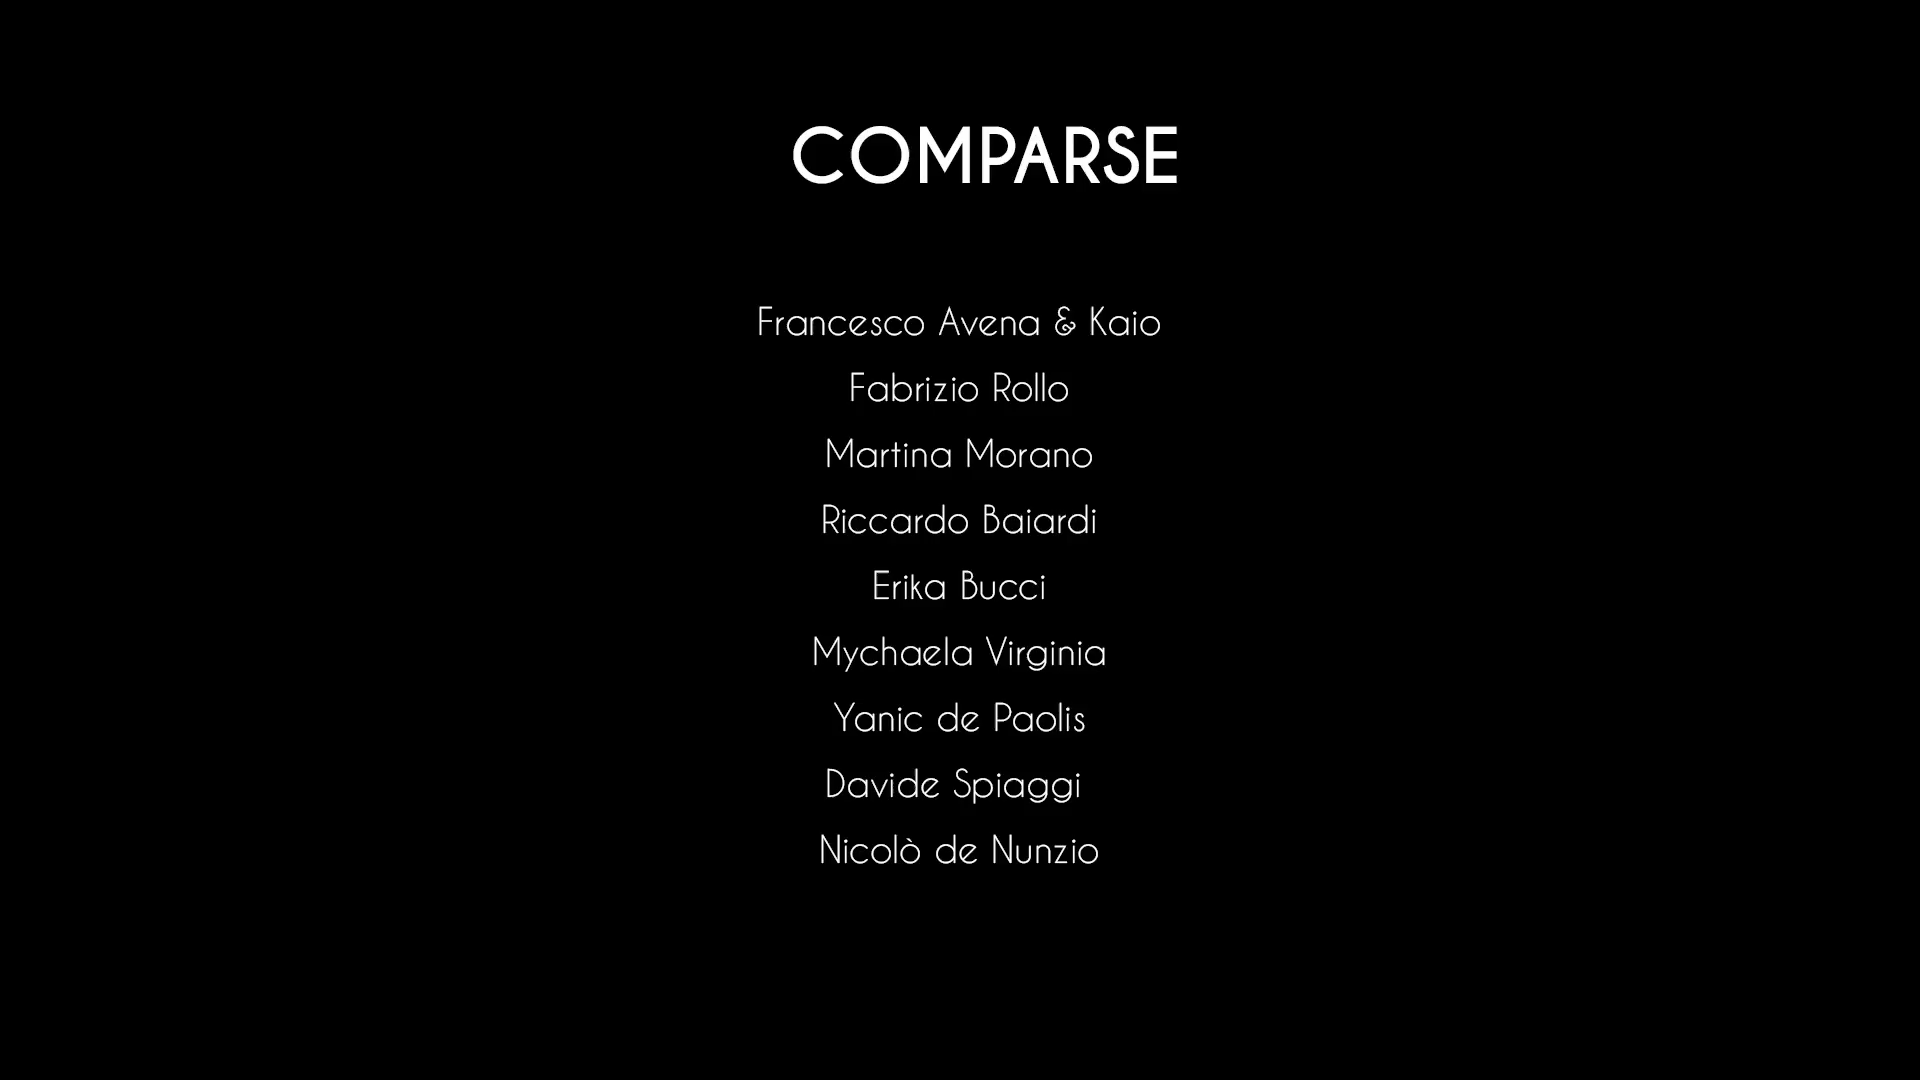 COMPARSE
Francesco Avena & Kaio
Fabrizio Rollo
Martina Morano
Riccardo Baiardi
Erika Bucci
Mychaela Virginia
Yanic de Paolis
Davide Spiaggi
Nicolò de Nunzio